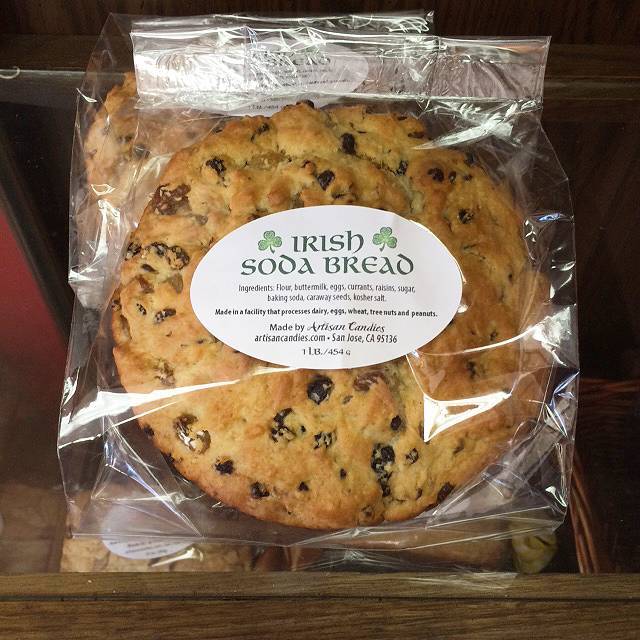 IRISH
SODA BREAD
Ingredients: Flour, buttermilk, eggs, currants, raisins, sugar,
baking soda, caraway seeds, kosher salt.
Made in a facility that processes dairy, eggs, wheat, tree nuts and peanuts.
Made by Artisan Candies
artisancandies.com • San Jose, CA 95136
1 LB./454 g
BREAD